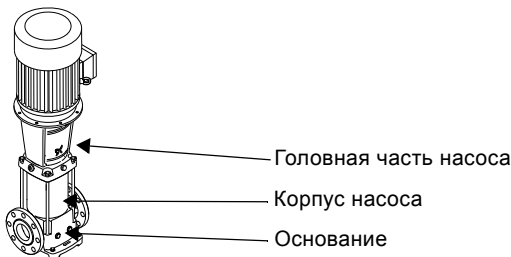 Головная часть насоса
Корпус насоса
Основание